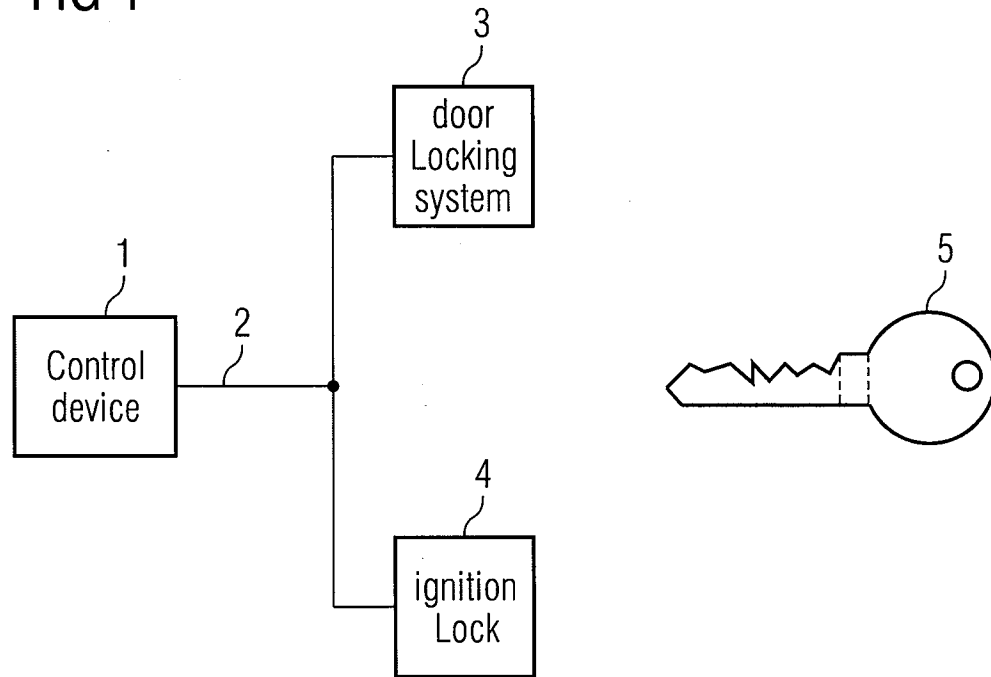 3
door
Locking
system
1
2
5
Control
device
4
ignition
Lock